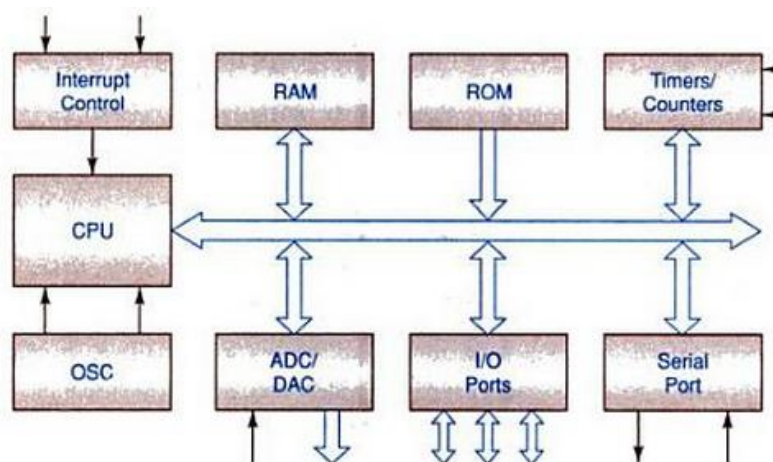 Interrupt
Control
RAM
ROM
Timers/
Counters
CPU
OSC
ADC/
DAC
I/O
Ports
Serial
Port